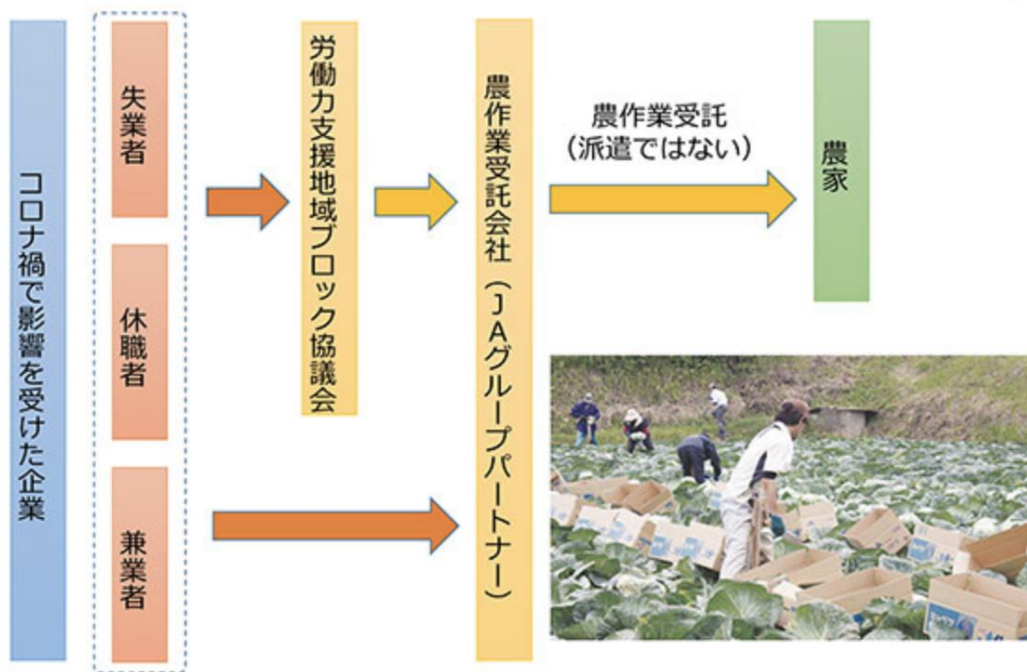 コロナ禍で影響を受けた企業
失業者
休職者
兼業者
労働力支援地域ブロック協議会
農作業受託会社（JAグループパートナー）
農作業受託
（派遣ではない）
農家